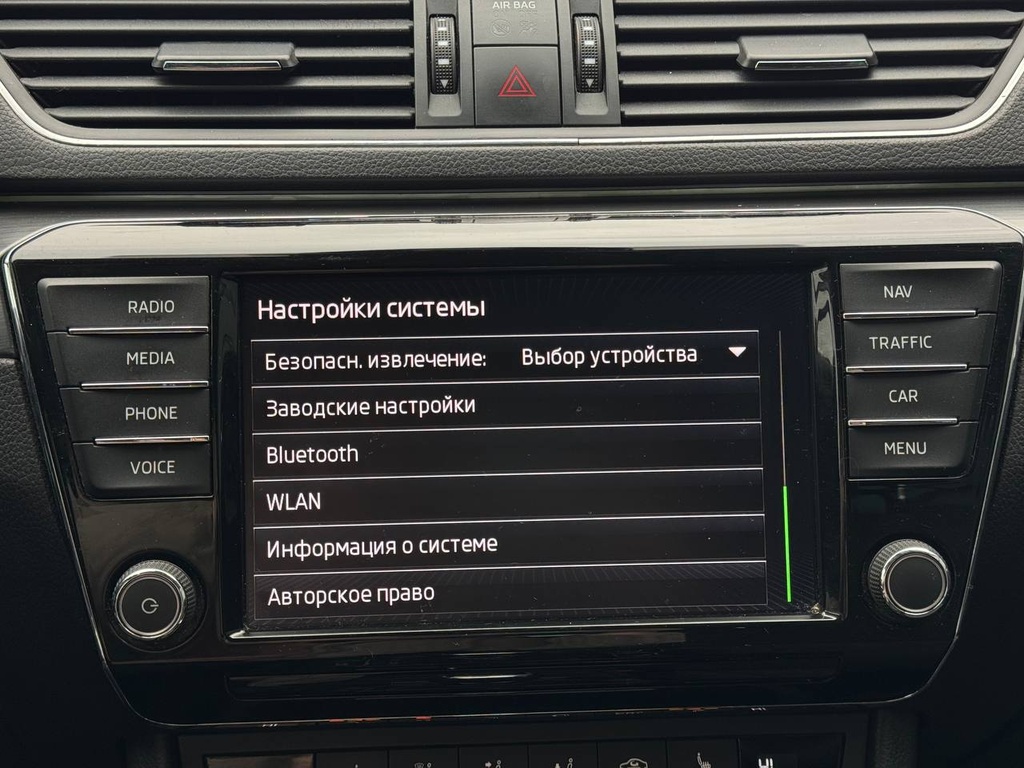 AIR BAG
RADIO
MEDIA
PHONE
VOICE
Настройки системы
Безопасн. извлечение: Выбор устройства
Заводские настройки
Bluetooth
WLAN
Информация о системе
Авторское право
NAV
TRAFFIC
CAR
MENU